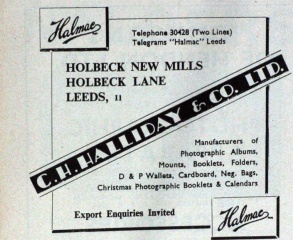 Halmac
Telephone 30428 (Two Lines)
Telegrams "Halmac" Leeds
HOLBECK NEW MILLS
HOLBECK LANE
LEEDS, 11
C. H. HALLIDAY & CO. LTD.
Manufacturers of
Photographic Albums,
Mounts, Booklets, Folders,
D & P Wallets, Cardboard, Neg. Bags,
Christmas Photographic Booklets & Calendars
Export Enquiries Invited
Halmac